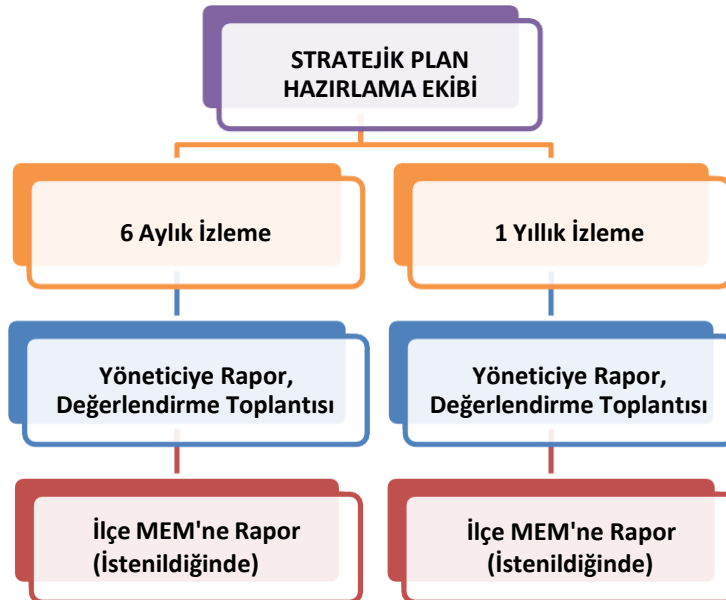 STRATEJİK PLAN
HAZIRLAMA EKİBİ
6 Aylık İzleme
1 Yıllık İzleme
Yöneticiye Rapor,
Değerlendirme Toplantısı
Yöneticiye Rapor,
Değerlendirme Toplantısı
İlçe MEM'ne Rapor
(İstenildiğinde)
İlçe MEM'ne Rapor
(İstenildiğinde)